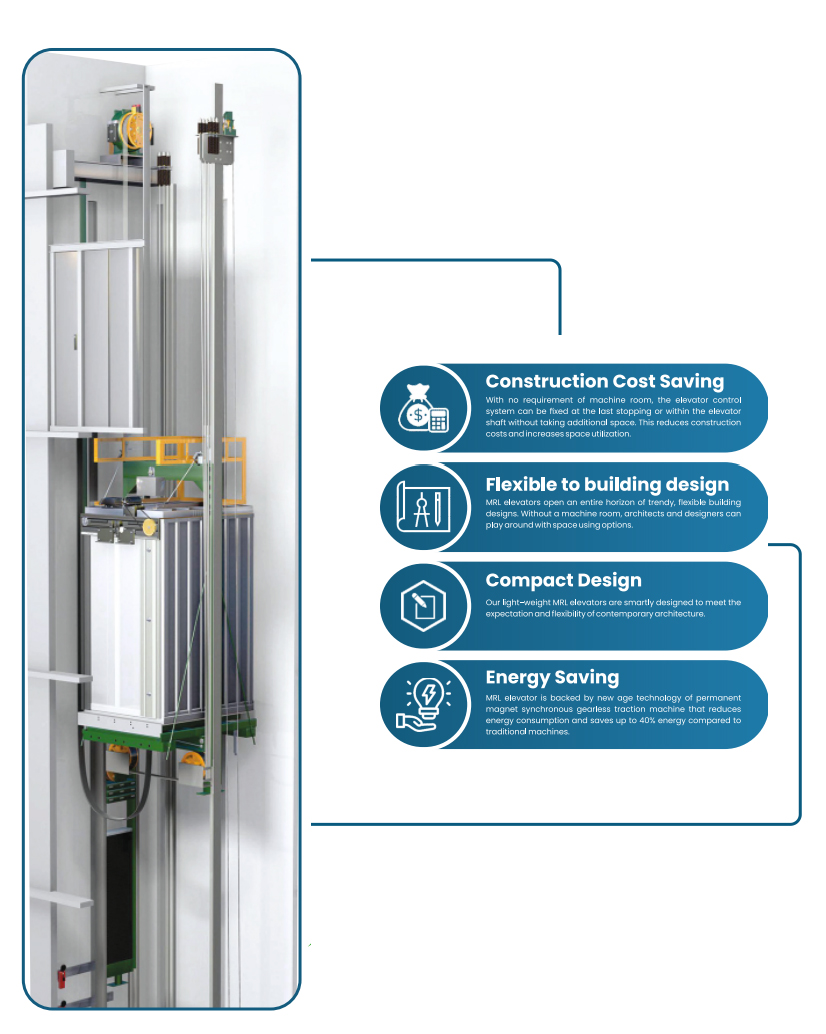 Construction Cost Saving
With no requirement of machine room, the elevator control
system can be fixed at the last stopping or within the elevator
shaft without taking additional space. This reduces construction
costs and increases space utilization.
Flexible to building design
MRL elevators open an entire horizon of trendy, flexible building
designs. Without a machine room, architects and designers can
play around with space using options.
Compact Design
Our light-weight MRL elevators are smartly designed to meet the
expectation and flexibility of contemporary architecture.
Energy Saving
MRL elevator is backed by new age technology of permanent
magnet synchronous gearless traction machine that reduces
energy consumption and saves up to 40% energy compared to
traditional machines.